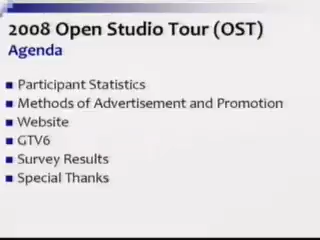 2008 Open Studio Tour (OST)
Agenda
Participant Statistics
Methods of Advertisement and Promotion
Website
GTV6
Survey Results
Special Thanks